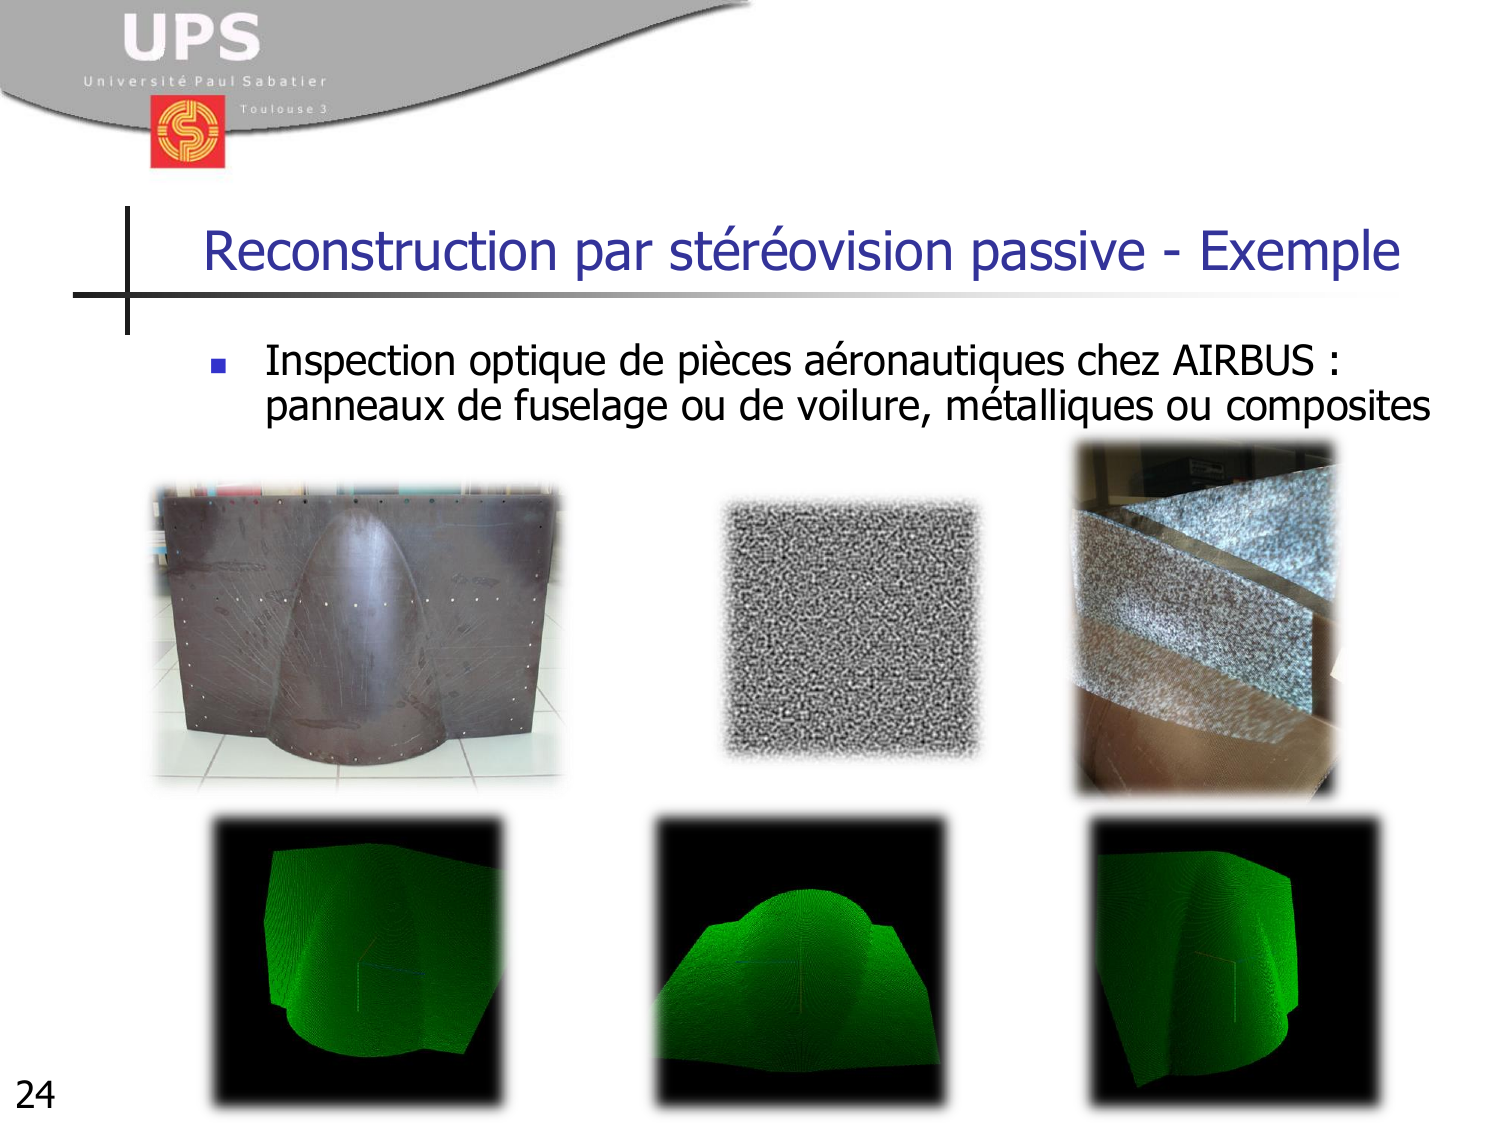 UPS
Université Paul Sabatier
Toulouse 3
Reconstruction par stéréovision passive - Exemple
Inspection optique de pièces aéronautiques chez AIRBUS :
panneaux de fuselage ou de voilure, métalliques ou composites
24